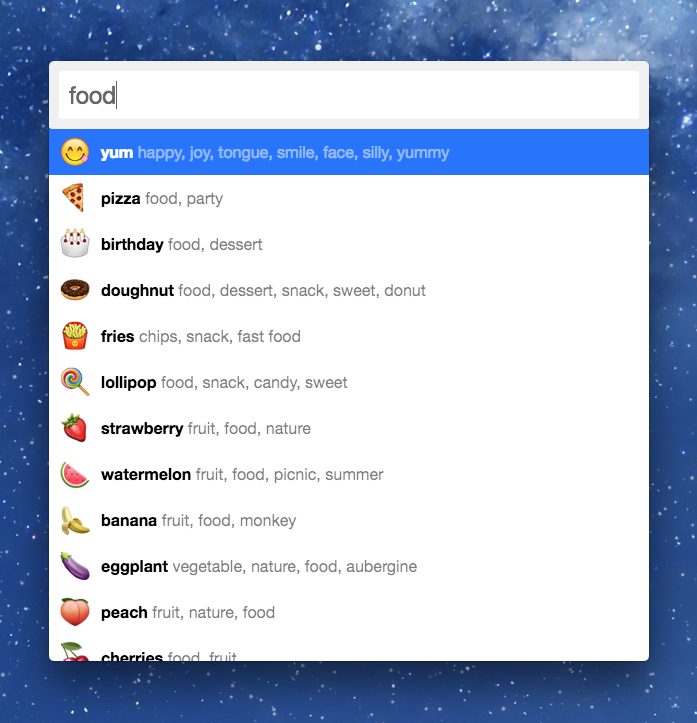 food
yum happy, joy, tongue, smile, face, silly, yummy
pizza food, party
birthday food, dessert
doughnut food, dessert, snack, sweet, donut
fries chips, snack, fast food
lollipop food, snack, candy, sweet
strawberry fruit, food, nature
watermelon fruit, food, picnic, summer
banana fruit, food, monkey
eggplant vegetable, nature, food, aubergine
peach fruit, nature, food
cherries food, fruit